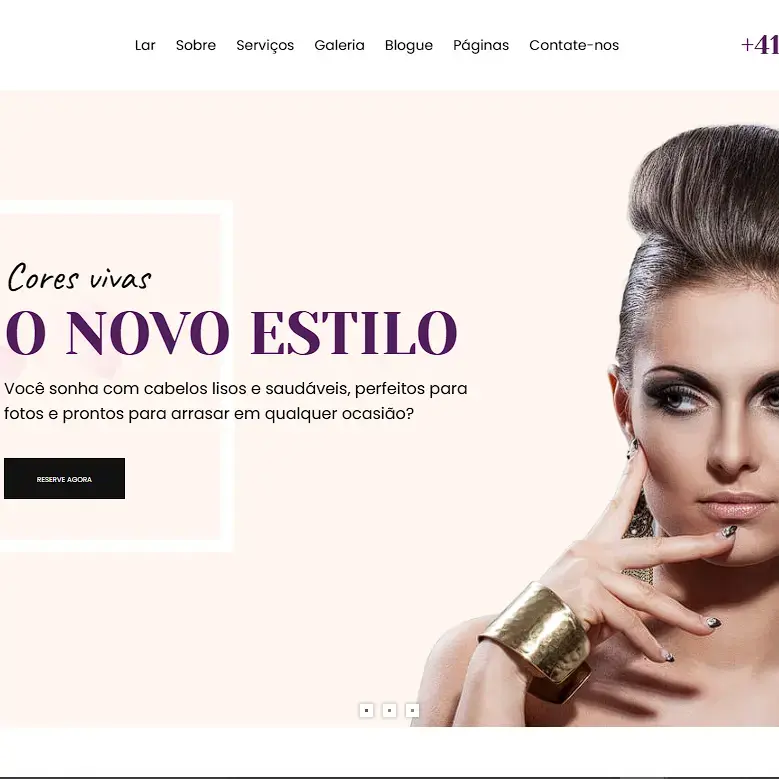 Lar Sobre Serviços Galeria Blogue Páginas Contate-nos +41
Cores vivas
O NOVO ESTILO
Você sonha com cabelos lisos e saudáveis, perfeitos para
fotos e prontos para arrasar em qualquer ocasião?
RESERVE AGORA